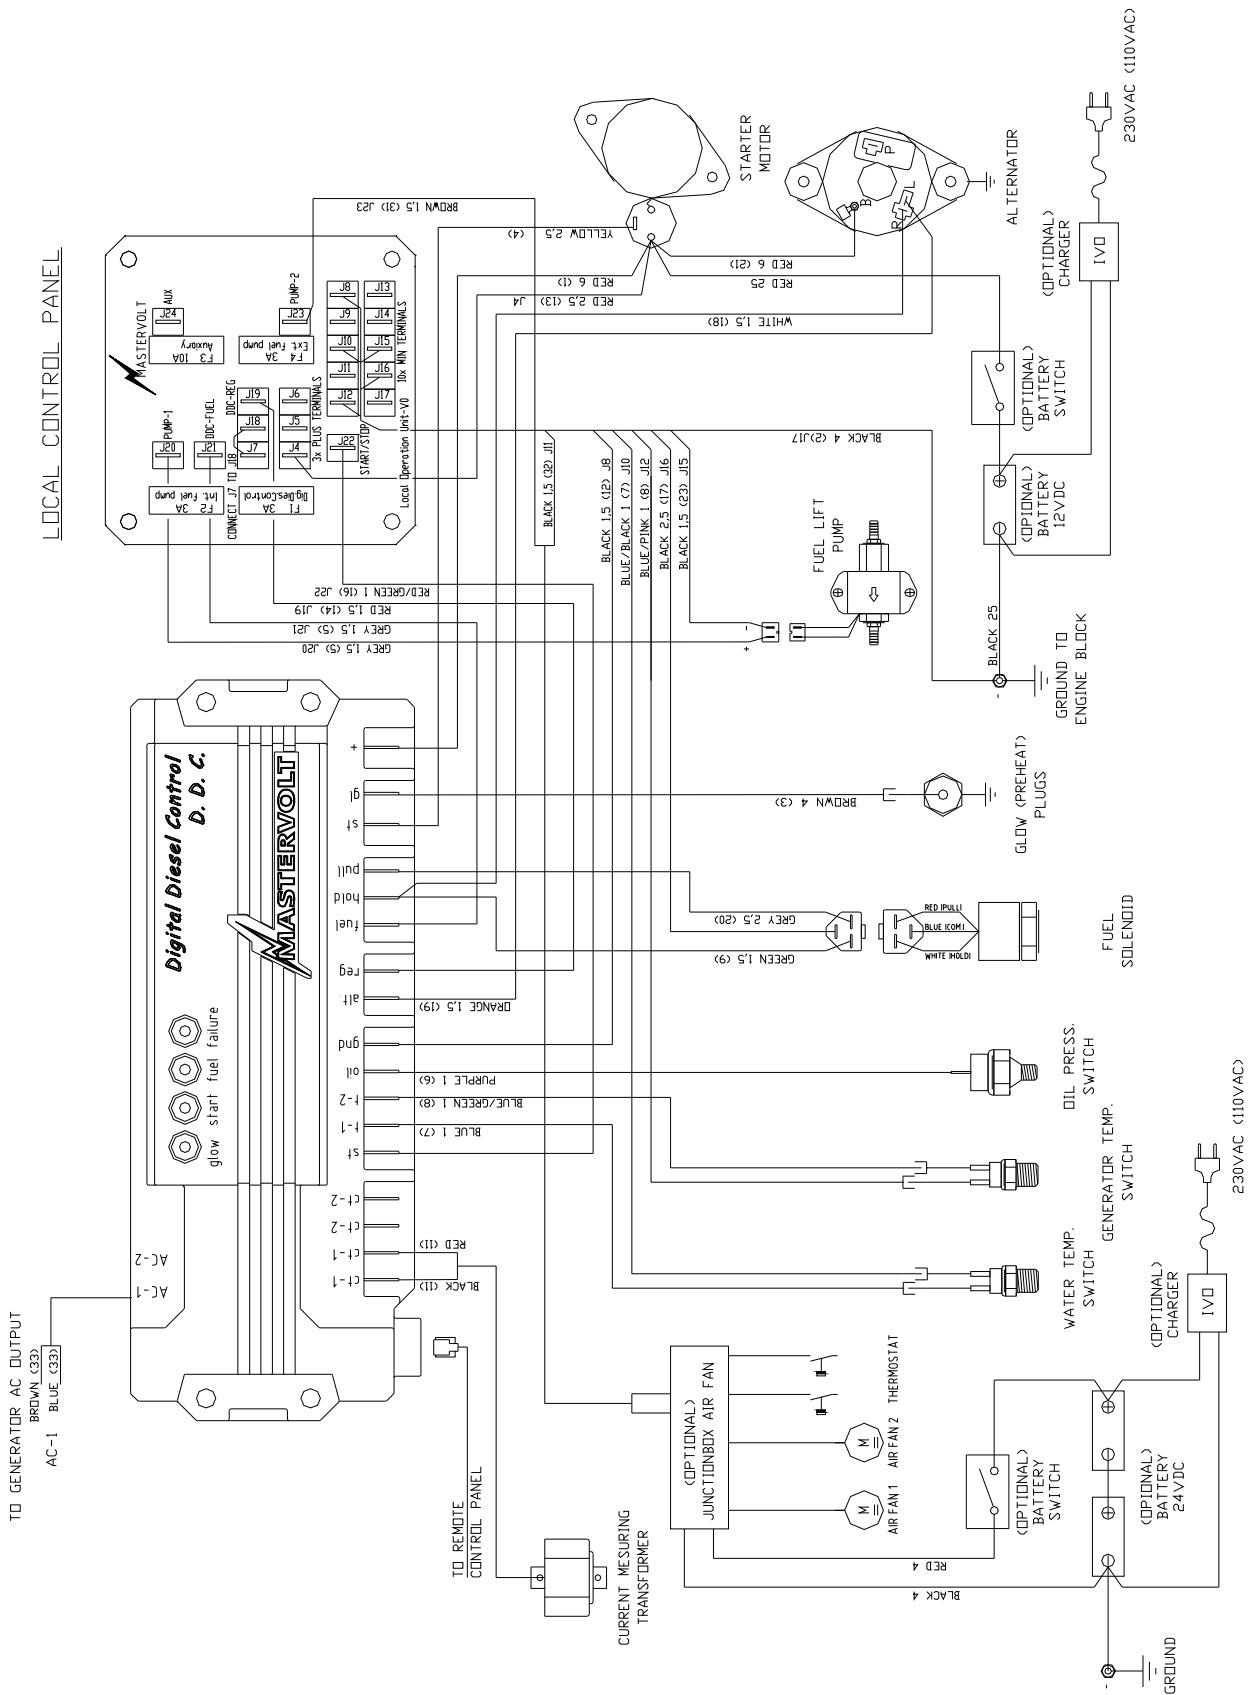 LOCAL CONTROL PANEL
MASTERVOLT
J24
AUX
F3 10A
Auxiliory
F4 3A
Ext. fuel pump
J23
PUMP-2
J20
PUMP-1
J21
DDC-FUEL
F2 3A
Int. fuel pump
CONNECT J7 TO J18
J7
J18
J19
DDC-REG
F1 3A
Dig.Dies.Control
J4
J5
J6
3x PLUS TERMINALS
J22
START/STOP
J12
J11
J10
J9
J8
J17
J16
J15
J14
J13
10x MIN TERMINALS
Local Operation Unit-V0
BROWN 1,5 (31) J23
YELLOW 2,5 (4)
RED 6 (1)
RED 2,5 (13) J4
RED 6 (21)
RED 25
WHITE 1,5 (18)
BLACK 4 (2)J17
STARTER
MOTOR
P
B
R
L
ALTERNATOR
230VAC (110VAC)
(OPTIONAL)
CHARGER
IVO
(OPTIONAL)
BATTERY
SWITCH
(OPIONAL)
BATTERY
12VDC
BLACK 25
-
GROUND TO
ENGINE BLOCK
FUEL LIFT
PUMP
-
+
BLACK 1,5 (32) J11
BLACK 1,5 (12) J8
BLUE/BLACK 1 (7) J10
BLUE/PINK 1 (8) J12
BLACK 2,5 (17) J16
BLACK 1,5 (23) J15
RED/GREEN 1 (16) J22
RED 1,5 (14) J19
GREY 1,5 (5) J21
GREY 1,5 (5) J20
Digital Diesel Control
D. D. C.
MASTERVOLT
glow start fuel failure
AC-2
AC-1
+
gl
st
pull
hold
fuel
reg
alt.
gnd
oil
t-2
t-1
st
ct-2
ct-2
ct-1
ct-1
BROWN 4 (3)
GLOW (PREHEAT)
PLUGS
GREY 2,5 (20)
GREEN 1,5 (9)
RED (PULL)
BLUE (COM.)
WHITE (HOLD)
FUEL
SOLENOID
ORANGE 1,5 (19)
PURPLE 1 (6)
BLUE/GREEN 1 (8)
BLUE 1 (7)
RED (11)
BLACK (11)
OIL PRESS.
SWITCH
GENERATOR TEMP.
SWITCH
WATER TEMP.
SWITCH
TO GENERATOR AC OUTPUT
BROWN (33)
AC-1 BLUE (33)
TO REMOTE
CONTROL PANEL
CURRENT MESURING
TRANSFORMER
(OPTIONAL)
JUNCTIONBOX AIR FAN
M
AIR FAN 1
M
AIR FAN 2
THERMOSTAT
RED 4
BLACK 4
(OPTIONAL)
BATTERY
SWITCH
(OPTIONAL)
BATTERY
24VDC
(OPTIONAL)
CHARGER
IVO
230VAC (110VAC)
-
GROUND